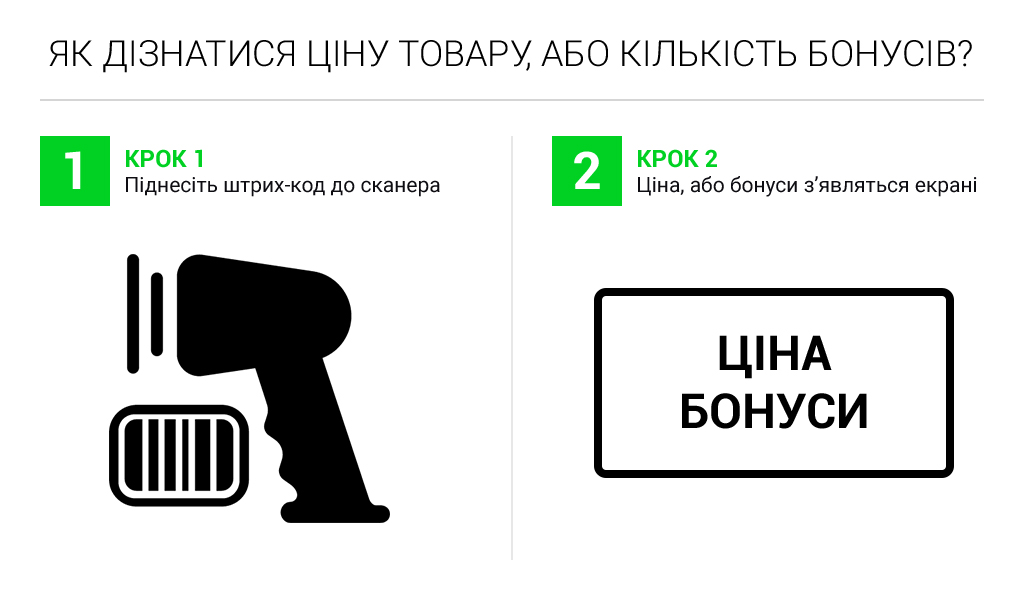 ЯК ДІЗНАТИСЯ ЦІНУ ТОВАРУ, АБО КІЛЬКІСТЬ БОНУСІВ?
1
КРОК 1
Піднесіть штрих-код до сканера
2
КРОК 2
Ціна, або бонуси з’являться екрані
ЦІНА
БОНУСИ